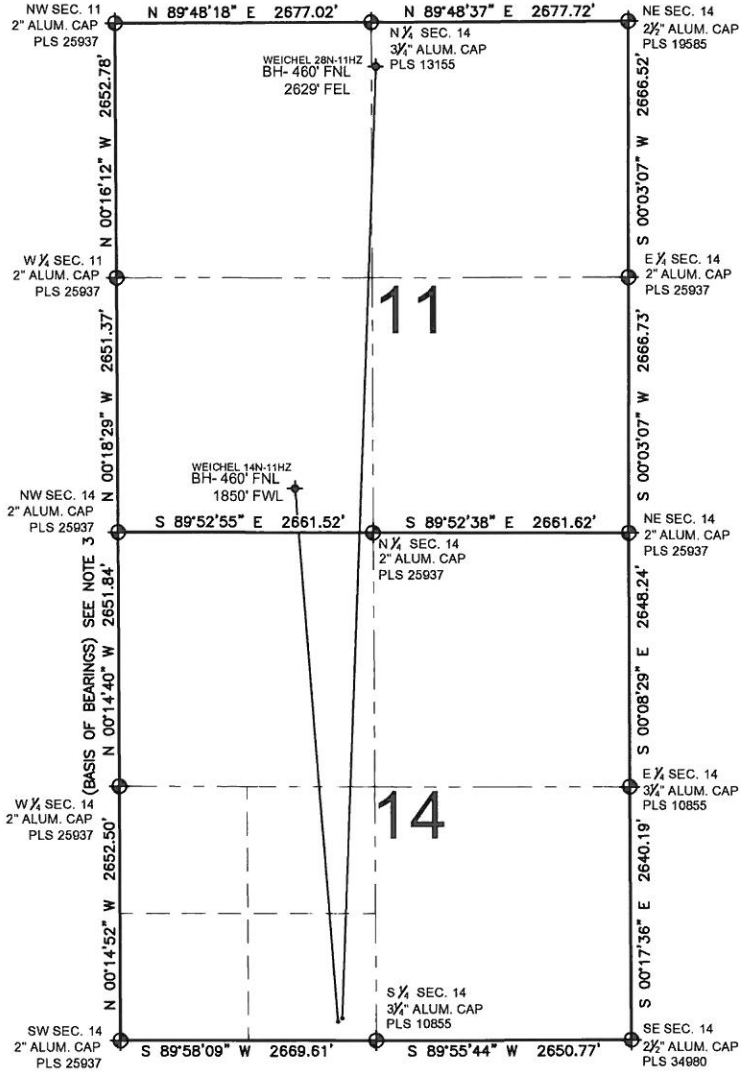 NW SEC. 11
2" ALUM. CAP
PLS 25937
N 89°48'18" E 2677.02'
N 89°48'37" E 2677.72'
NE SEC. 14
2½" ALUM. CAP
PLS 19585
N ¼ SEC. 14
3¼" ALUM. CAP
PLS 13155
WEICHEL 28N-11HZ
BH- 460' FNL
2629' FEL
N 00°16'12" W 2652.78'
S 00°03'07" W 2666.52'
W ¼ SEC. 11
2" ALUM. CAP
PLS 25937
E ¼ SEC. 14
2" ALUM. CAP
PLS 25937
11
N 00°18'29" W 2651.37'
S 00°03'07" W 2666.73'
WEICHEL 14N-11HZ
BH- 460' FNL
1850' FWL
NW SEC. 14
2" ALUM. CAP
PLS 25937
S 89°52'55" E 2661.52'
S 89°52'38" E 2661.62'
NE SEC. 14
2" ALUM. CAP
PLS 25937
N ¼ SEC. 14
2" ALUM. CAP
PLS 25937
(BASIS OF BEARINGS) SEE NOTE 3
N 00°14'40" W 2651.84'
S 00°08'29" E 2648.24'
W ¼ SEC. 14
2" ALUM. CAP
PLS 25937
E ¼ SEC. 14
3¼" ALUM. CAP
PLS 10855
14
N 00°14'52" W 2652.50'
S 00°17'36" E 2640.19'
S ¼ SEC. 14
3¼" ALUM. CAP
PLS 10855
SW SEC. 14
2" ALUM. CAP
PLS 25937
S 89°58'09" W 2669.61'
S 89°55'44" W 2650.77'
SE SEC. 14
2½" ALUM. CAP
PLS 34980